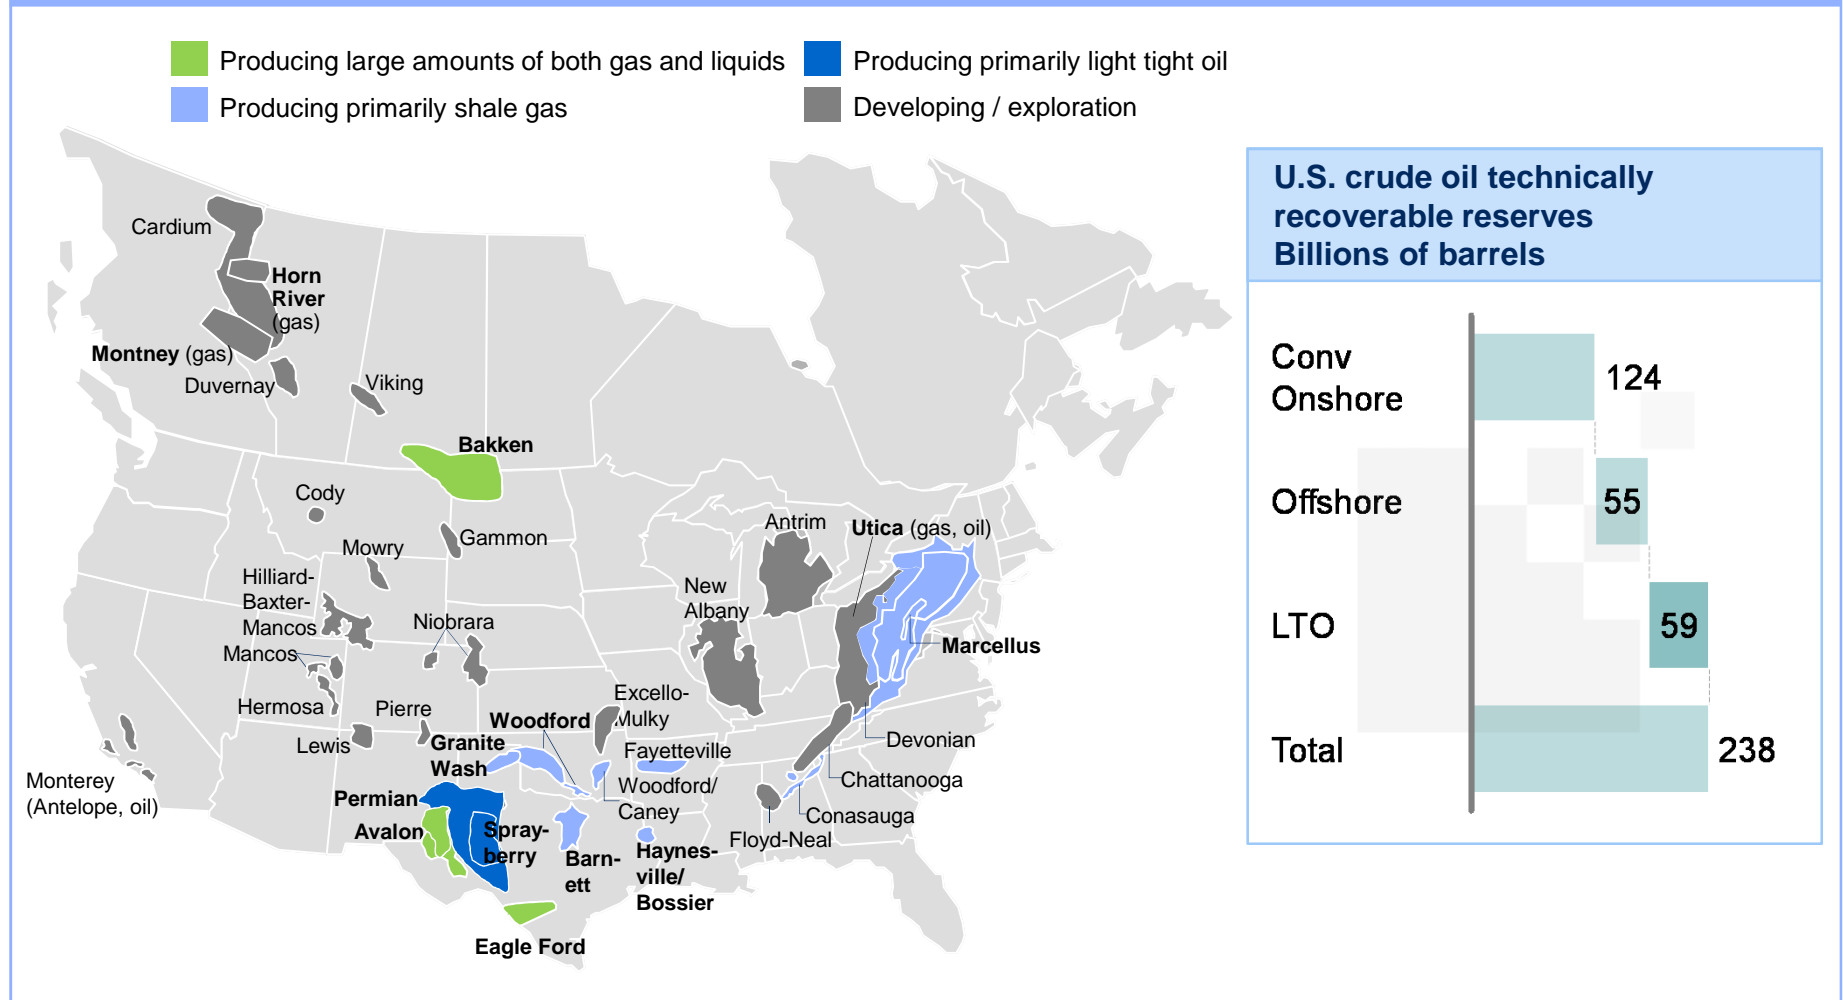 Producing large amounts of both gas and liquids
Producing primarily light tight oil
Producing primarily shale gas
Developing / exploration
Cardium
Horn
River
(gas)
Montney (gas)
Duvernay
Viking
Bakken
Cody
Gammon
Mowry
Hilliard-
Baxter-
Mancos
Mancos
Niobrara
Hermosa
Pierre
Lewis
Monterey
(Antelope, oil)
Antrim
Utica (gas, oil)
New
Albany
Marcellus
Excello-
Mulky
Woodford
Granite
Wash
Fayetteville
Woodford/
Caney
Devonian
Chattanooga
Conasauga
Floyd-Neal
Permian
Avalon
Spray-
berry
Barn-
ett
Haynes-
ville/
Bossier
Eagle Ford
U.S. crude oil technically
recoverable reserves
Billions of barrels
Conv
Onshore
124
Offshore
55
LTO
59
Total
238